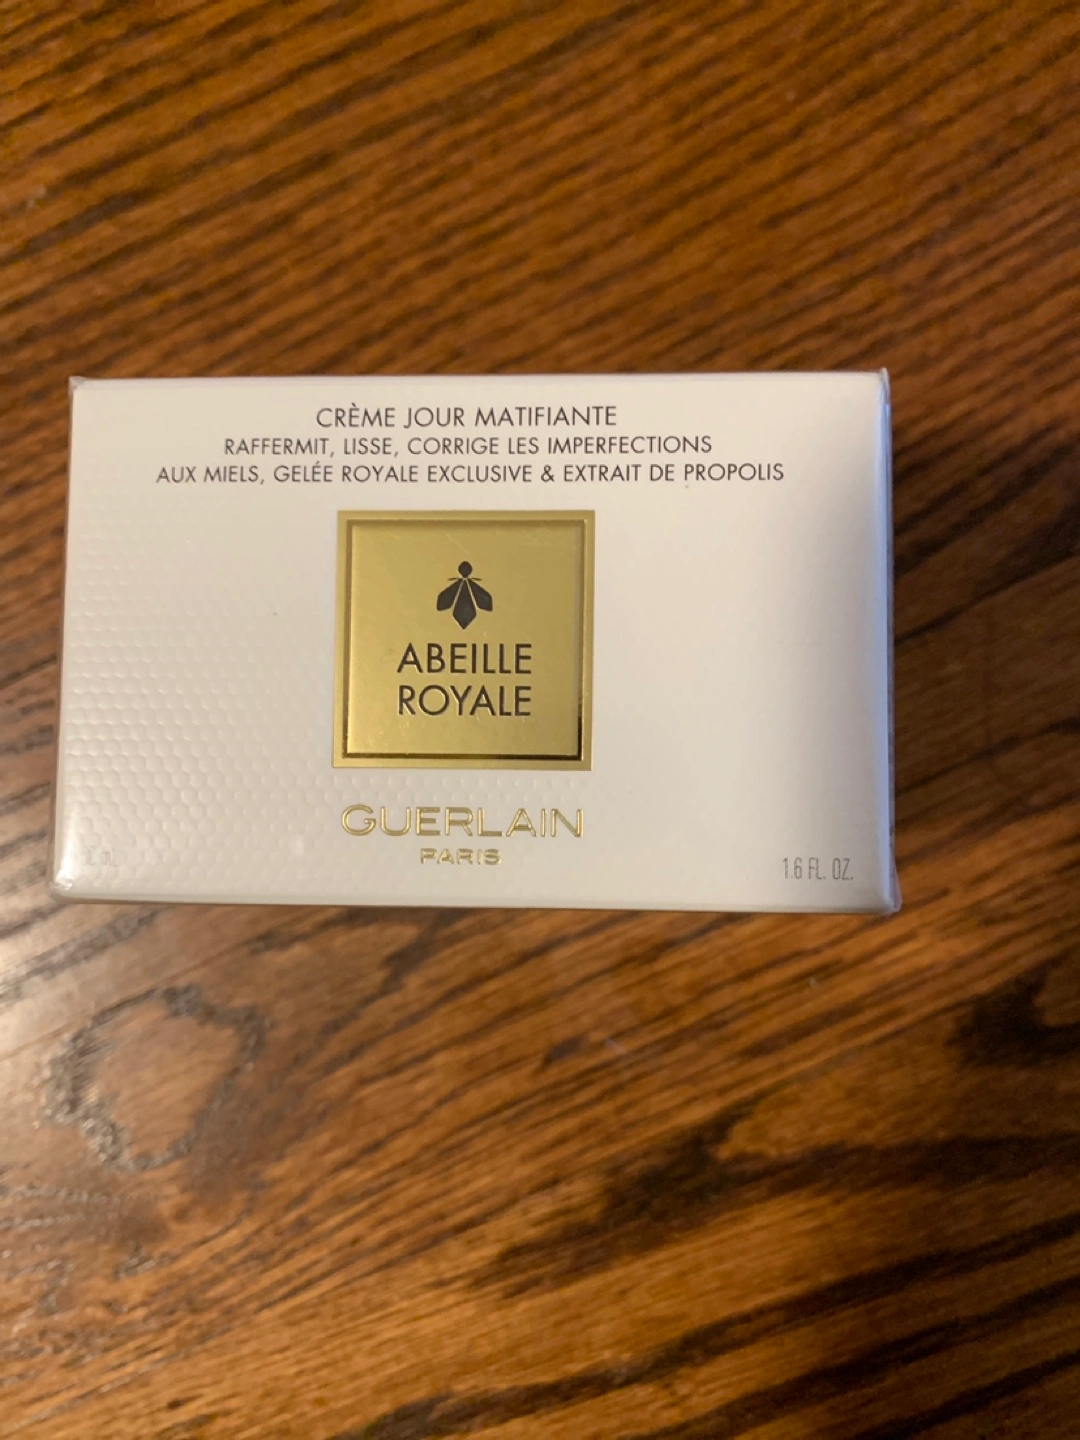 CRÈME JOUR MATIFIANTE
RAFFERMIT, LISSE, CORRIGE LES IMPERFECTIONS
AUX MIELS, GELÉE ROYALE EXCLUSIVE & EXTRAIT DE PROPOLIS
ABEILLE
ROYALE
GUERLAIN
PARIS
1.6 FL. OZ.